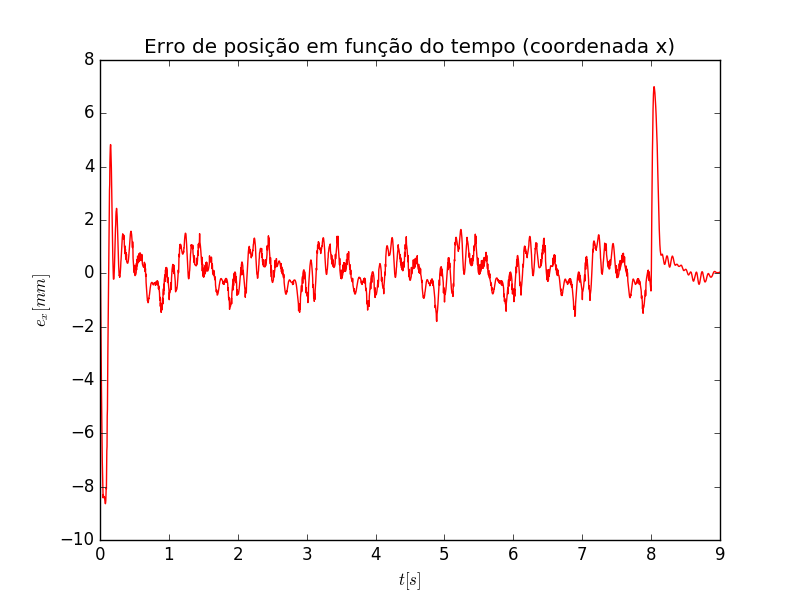 Erro de posição em função do tempo (coordenada x)
8
6
4
2
0
−2
−4
−6
−8
−10
e_x[mm]
0 1 2 3 4 5 6 7 8 9
t[s]